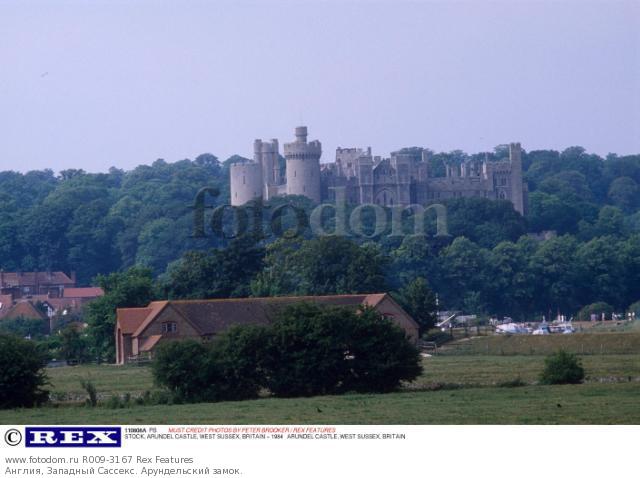 fotodom
© REX
110808A PS MUST CREDIT PHOTOS BY PETER BROOKER / REX FEATURES
STOCK, ARUNDEL CASTLE, WEST SUSSEX, BRITAIN - 1984 ARUNDEL CASTLE, WEST SUSSEX, BRITAIN
www.fotodom.ru R009-3167 Rex Features
Англия, Западный Сассекс. Арундельский замок.